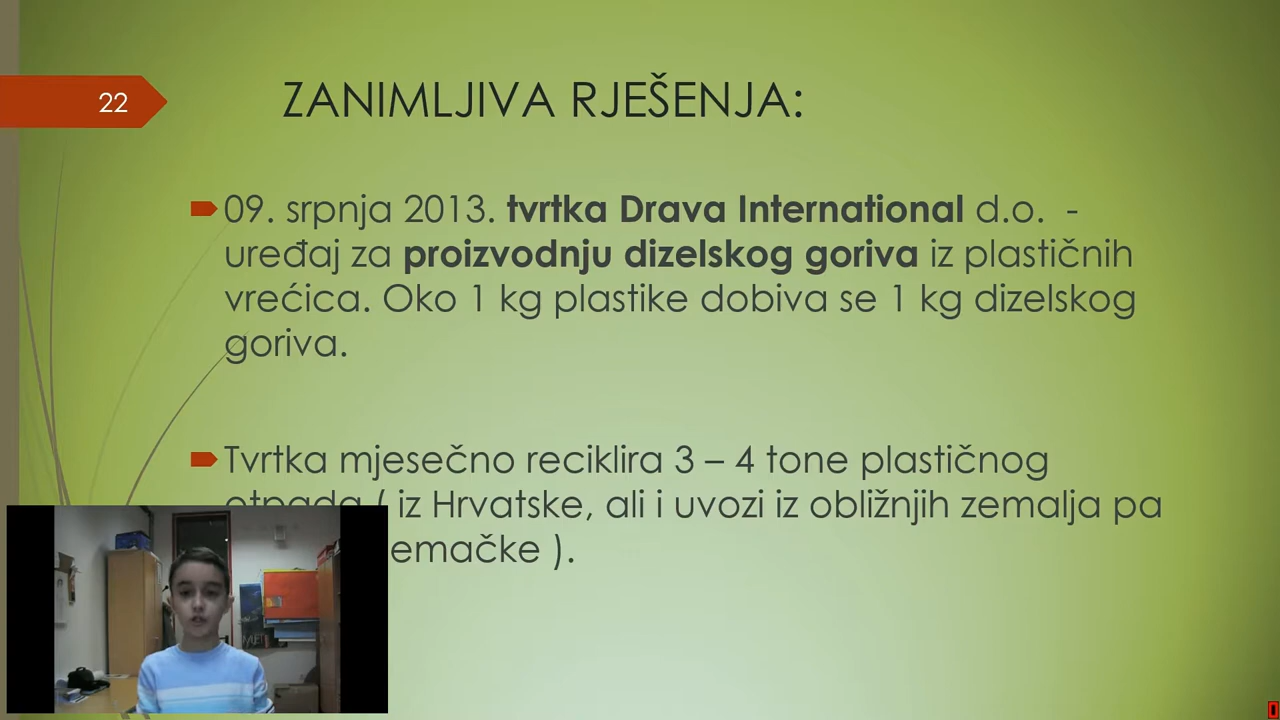 22
ZANIMLJIVA RJEŠENJA:
09. srpnja 2013. tvrtka Drava International d.o. -
uređaj za proizvodnju dizelskog goriva iz plastičnih
vrećica. Oko 1 kg plastike dobiva se 1 kg dizelskog
goriva.
Tvrtka mjesečno reciklira 3 – 4 tone plastičnog
otpada ( iz Hrvatske, ali i uvozi iz obližnjih zemalja pa
emačke ).